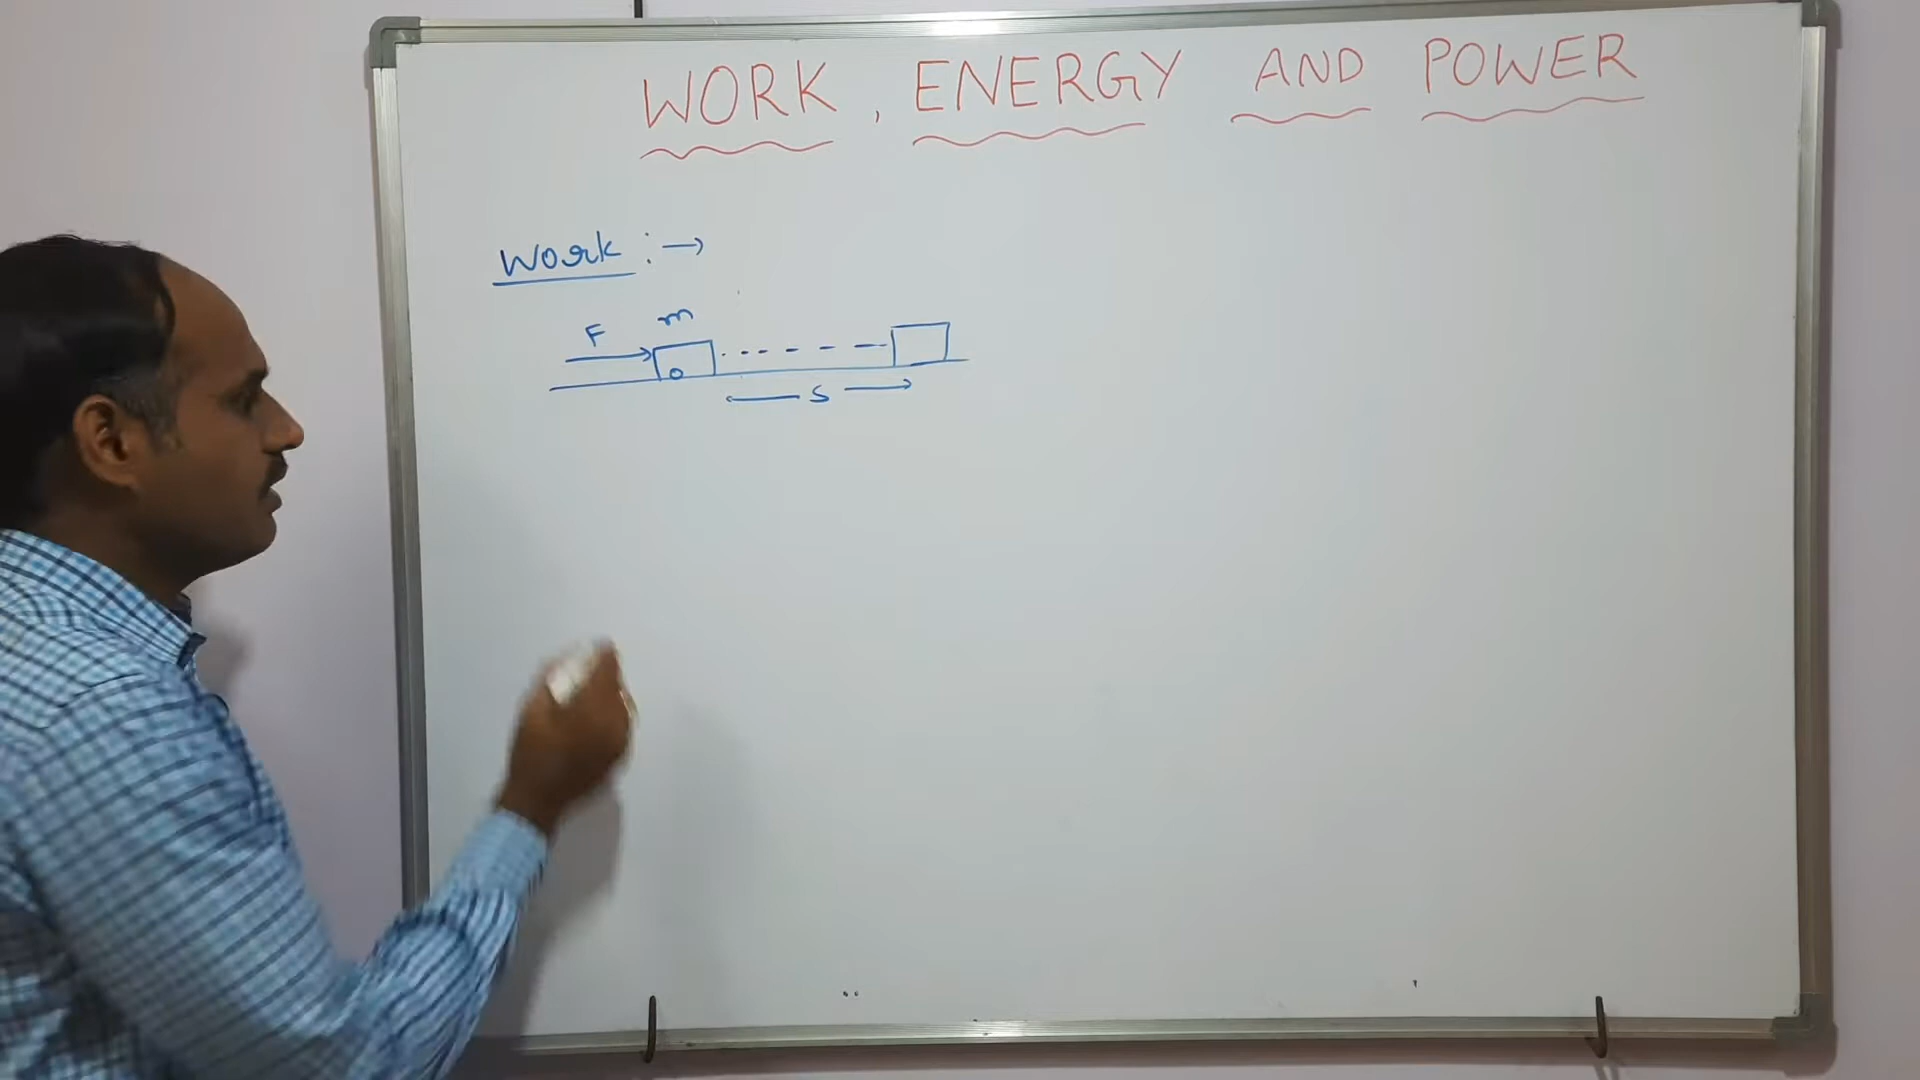 WORK, ENERGY AND POWER
Work :→
F m
o
S